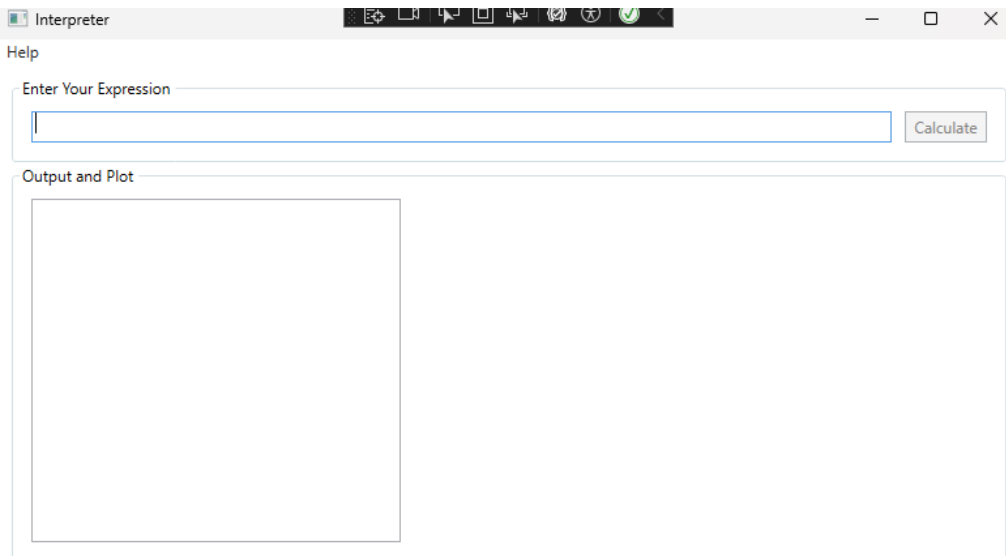 Interpreter
Help
Enter Your Expression
Calculate
Output and Plot